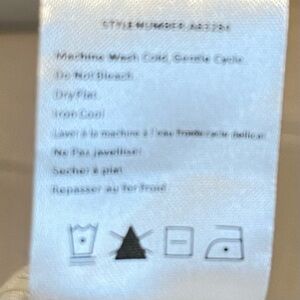 STYLE NUMBER
Machine Wash Cold, Gentle Cycle
Do Not Bleach
Dry Flat
Iron Cool
Laver à la machine à l'eau froide cycle délicat
Ne Pas javelliser
Secher à plat
Repasser au fer froid